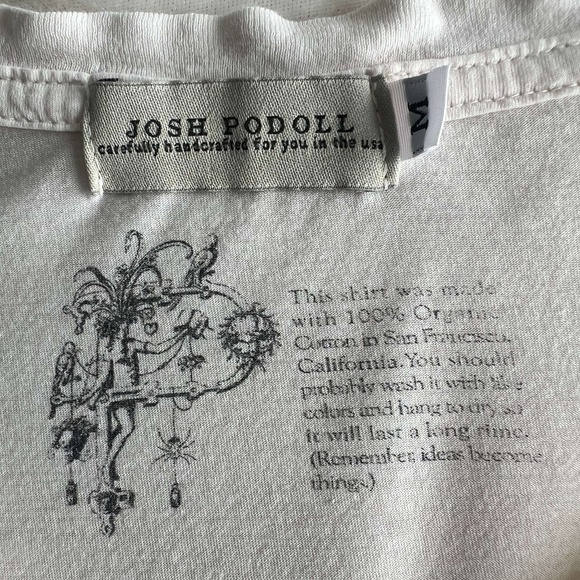 JOSH PODOLL
carefully handcrafted for you in the usa
M
This shirt was made
with 100% Organic
Cotton in San Francisco,
California. You should
probably wash it with like
colors and hang to dry so
it will last a long time.
(Remember, ideas become
things.)